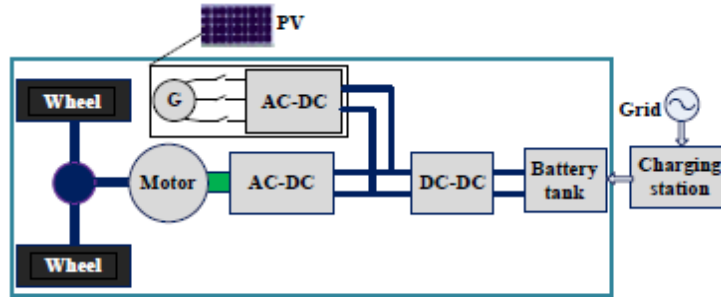 PV
Wheel
G
AC-DC
Grid
Motor
AC-DC
DC-DC
Battery
tank
Charging
station
Wheel